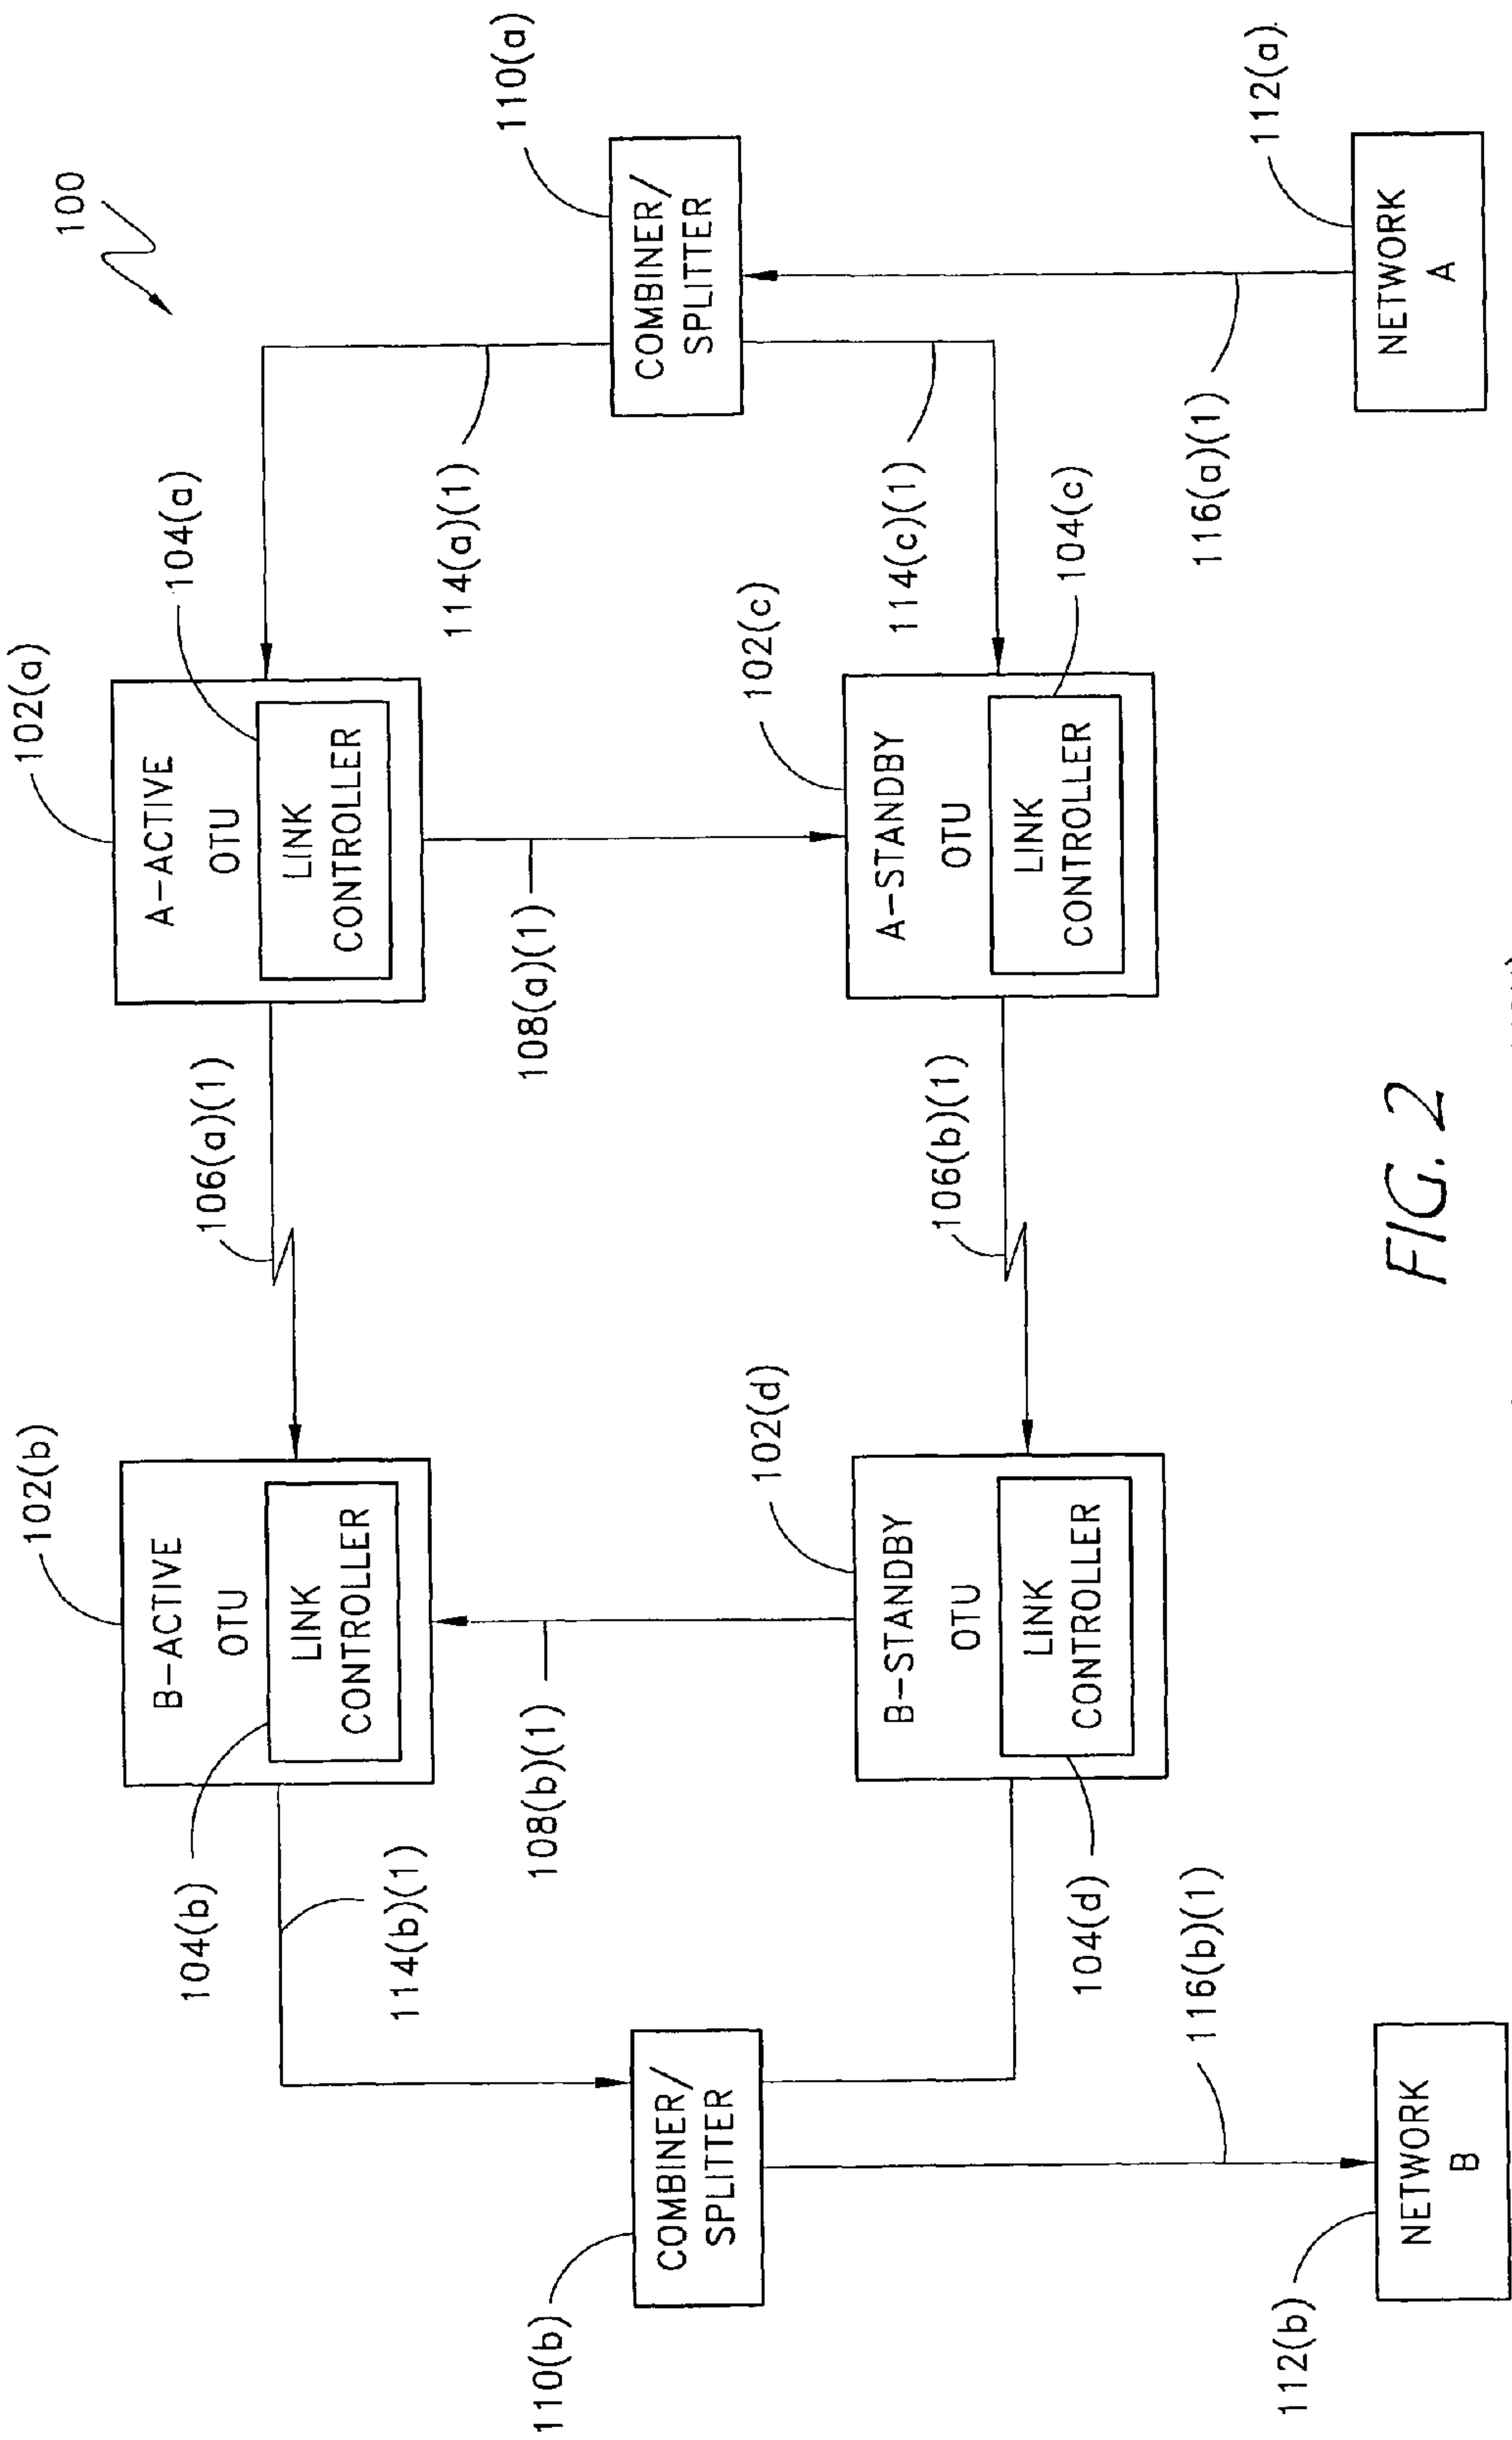 100
102(b)
102(a)
B-ACTIVE
OTU
LINK
CONTROLLER
104(b)
106(a)(1)
A-ACTIVE
OTU
LINK
CONTROLLER
104(a)
114(b)(1)
114(a)(1)
110(b)
COMBINER/
SPLITTER
108(b)(1)
108(a)(1)
110(a)
COMBINER/
SPLITTER
102(d)
102(c)
B-STANDBY
OTU
LINK
CONTROLLER
104(d)
106(b)(1)
A-STANDBY
OTU
LINK
CONTROLLER
104(c)
114(c)(1)
116(b)(1)
116(a)(1)
112(b)
NETWORK
B
112(a)
NETWORK
A
FIG. 2